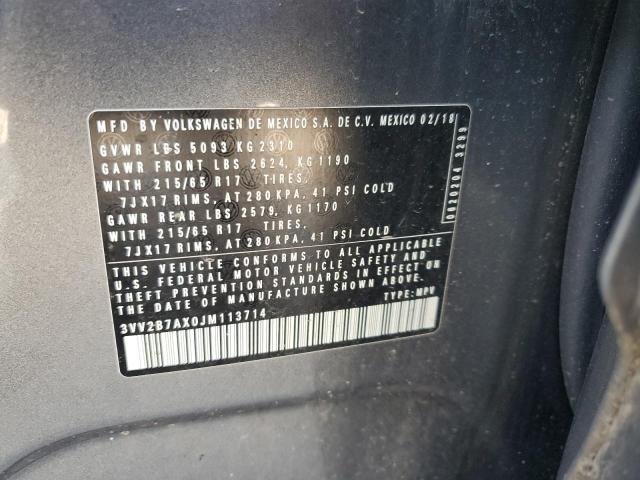 MFD BY VOLKSWAGEN DE MEXICO S.A. DE C.V. MEXICO 02/18
GVWR LBS 5093 KG 2310
GAWR FRONT LBS 2624, KG 1190
WITH 215/65 R17 TIRES,
7JX17 RIMS, AT 280 KPA, 41 PSI COLD
GAWR REAR LBS 2579, KG 1170
WITH 215/65 R17 TIRES,
7JX17 RIMS, AT 280 KPA, 41 PSI COLD
THIS VEHICLE CONFORMS TO ALL APPLICABLE
U.S. FEDERAL MOTOR VEHICLE SAFETY AND
THEFT PREVENTION STANDARDS IN EFFECT ON
THE DATE OF MANUFACTURE SHOWN ABOVE.
3VV2B7AX0JM113714
TYPE: MPV
0020204 3299